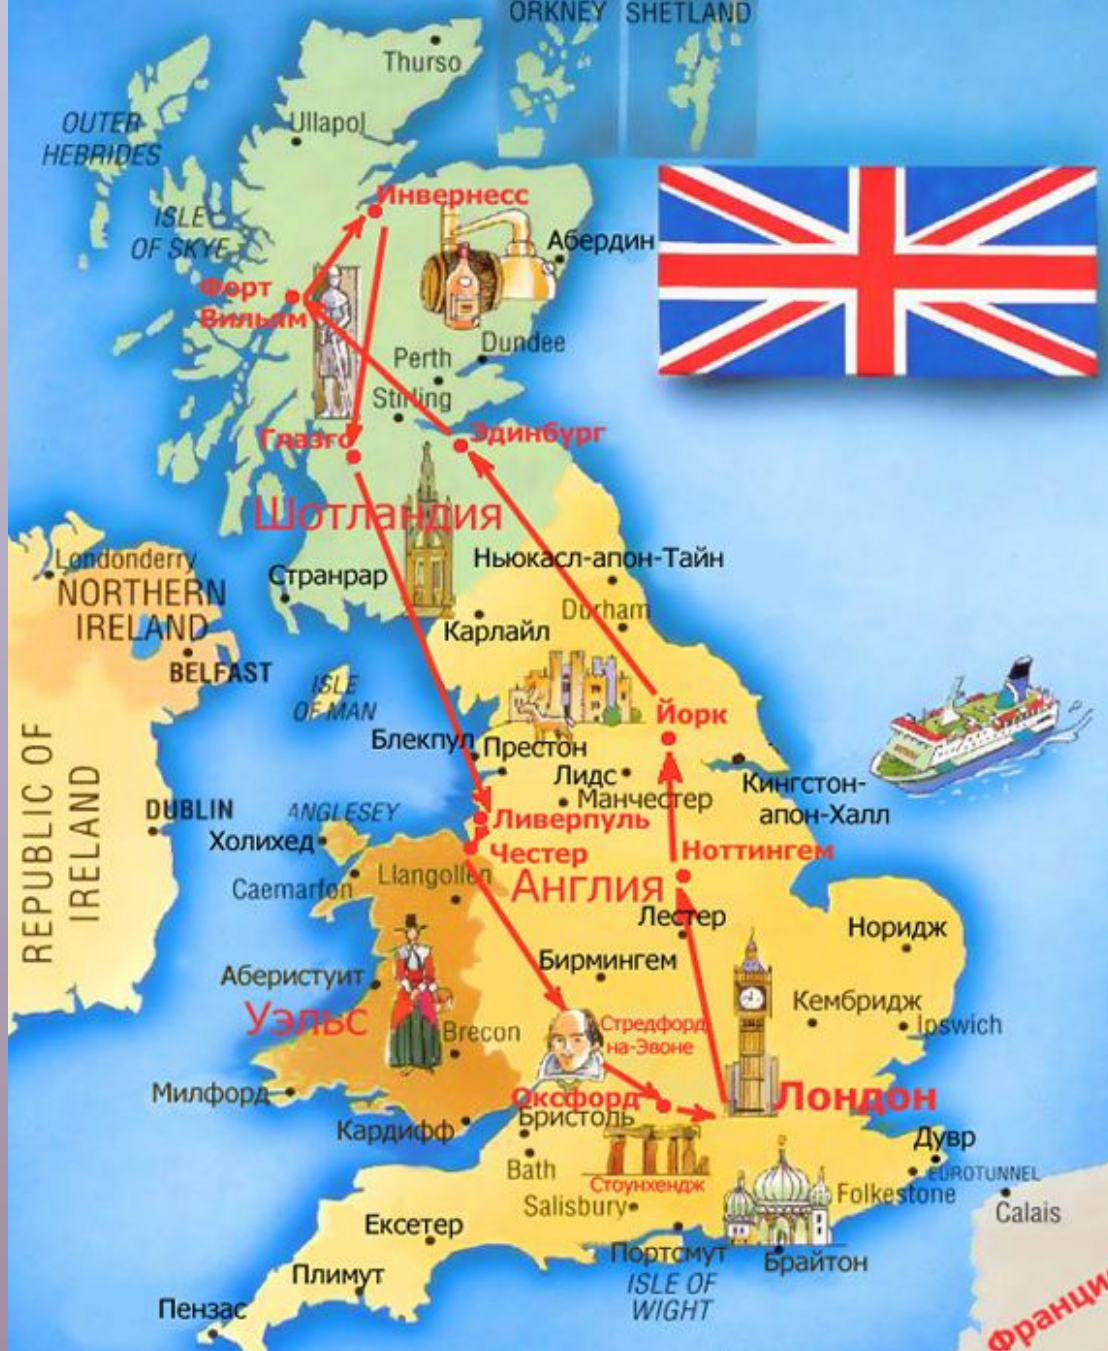 ORKNEY
SHETLAND
Thurso
Ullapol
OUTER
HEBRIDES
Инвернесс
ISLE
OF SKYE
Абердин
Форт
Вильям
Dundee
Perth
Stirling
Глазго
Эдинбург
Шотландия
Londonderry
NORTHERN
IRELAND
Странрар
Ньюкасл-апон-Тайн
Durham
Карлайл
BELFAST
ISLE
OF MAN
Йорк
Блекпул
Престон
Лидс
Кингстон-
апон-Халл
REPUBLIC OF
IRELAND
DUBLIN
ANGLESEY
Манчестер
Холихед
Ливерпуль
Честер
Ноттингем
Llangollen
Caemarfon
Англия
Лестер
Норидж
Бирмингем
Аберистуит
Кембридж
Уэльс
Brecon
Стредфорд
на-Эвоне
Ipswich
Милфорд
Оксфорд
Лондон
Бристоль
Кардифф
Дувр
Bath
EUROTUNNEL
Стоунхендж
Folkestone
Salisbury
Calais
Ексетер
Портсмут
Брайтон
Плимут
ISLE OF
WIGHT
Пензас
Франция